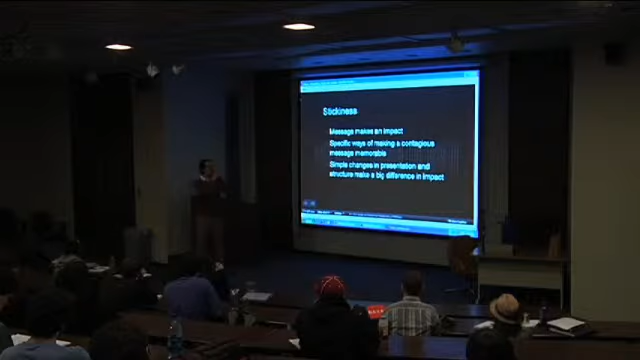 Stickiness
Message makes an impact
Specific ways of making a contagious
message memorable
Simple changes in presentation and
structure make a big difference in impact